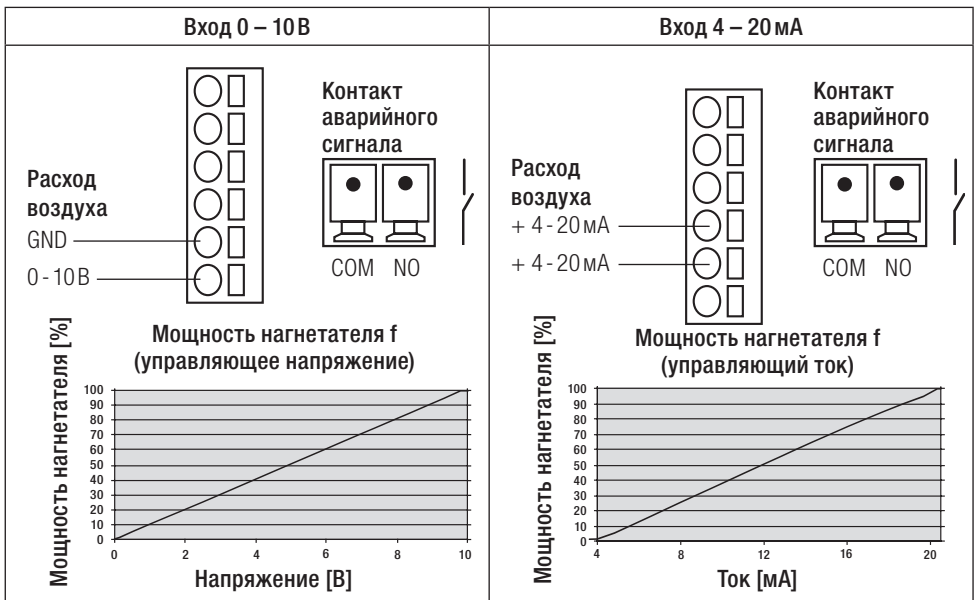 Вход 0 – 10 В
Контакт
аварийного
сигнала
Расход
воздуха
GND
0 - 10 В
COM NO
Мощность нагнетателя f
(управляющее напряжение)
Мощность нагнетателя [%]
100
90
80
70
60
50
40
30
20
10
0
0 2 4 6 8 10
Напряжение [В]
Вход 4 – 20 мА
Контакт
аварийного
сигнала
Расход
воздуха
+ 4 - 20 мА
+ 4 - 20 мА
COM NO
Мощность нагнетателя f
(управляющий ток)
Мощность нагнетателя [%]
100
90
80
70
60
50
40
30
20
10
0
4 8 12 16 20
Ток [мА]